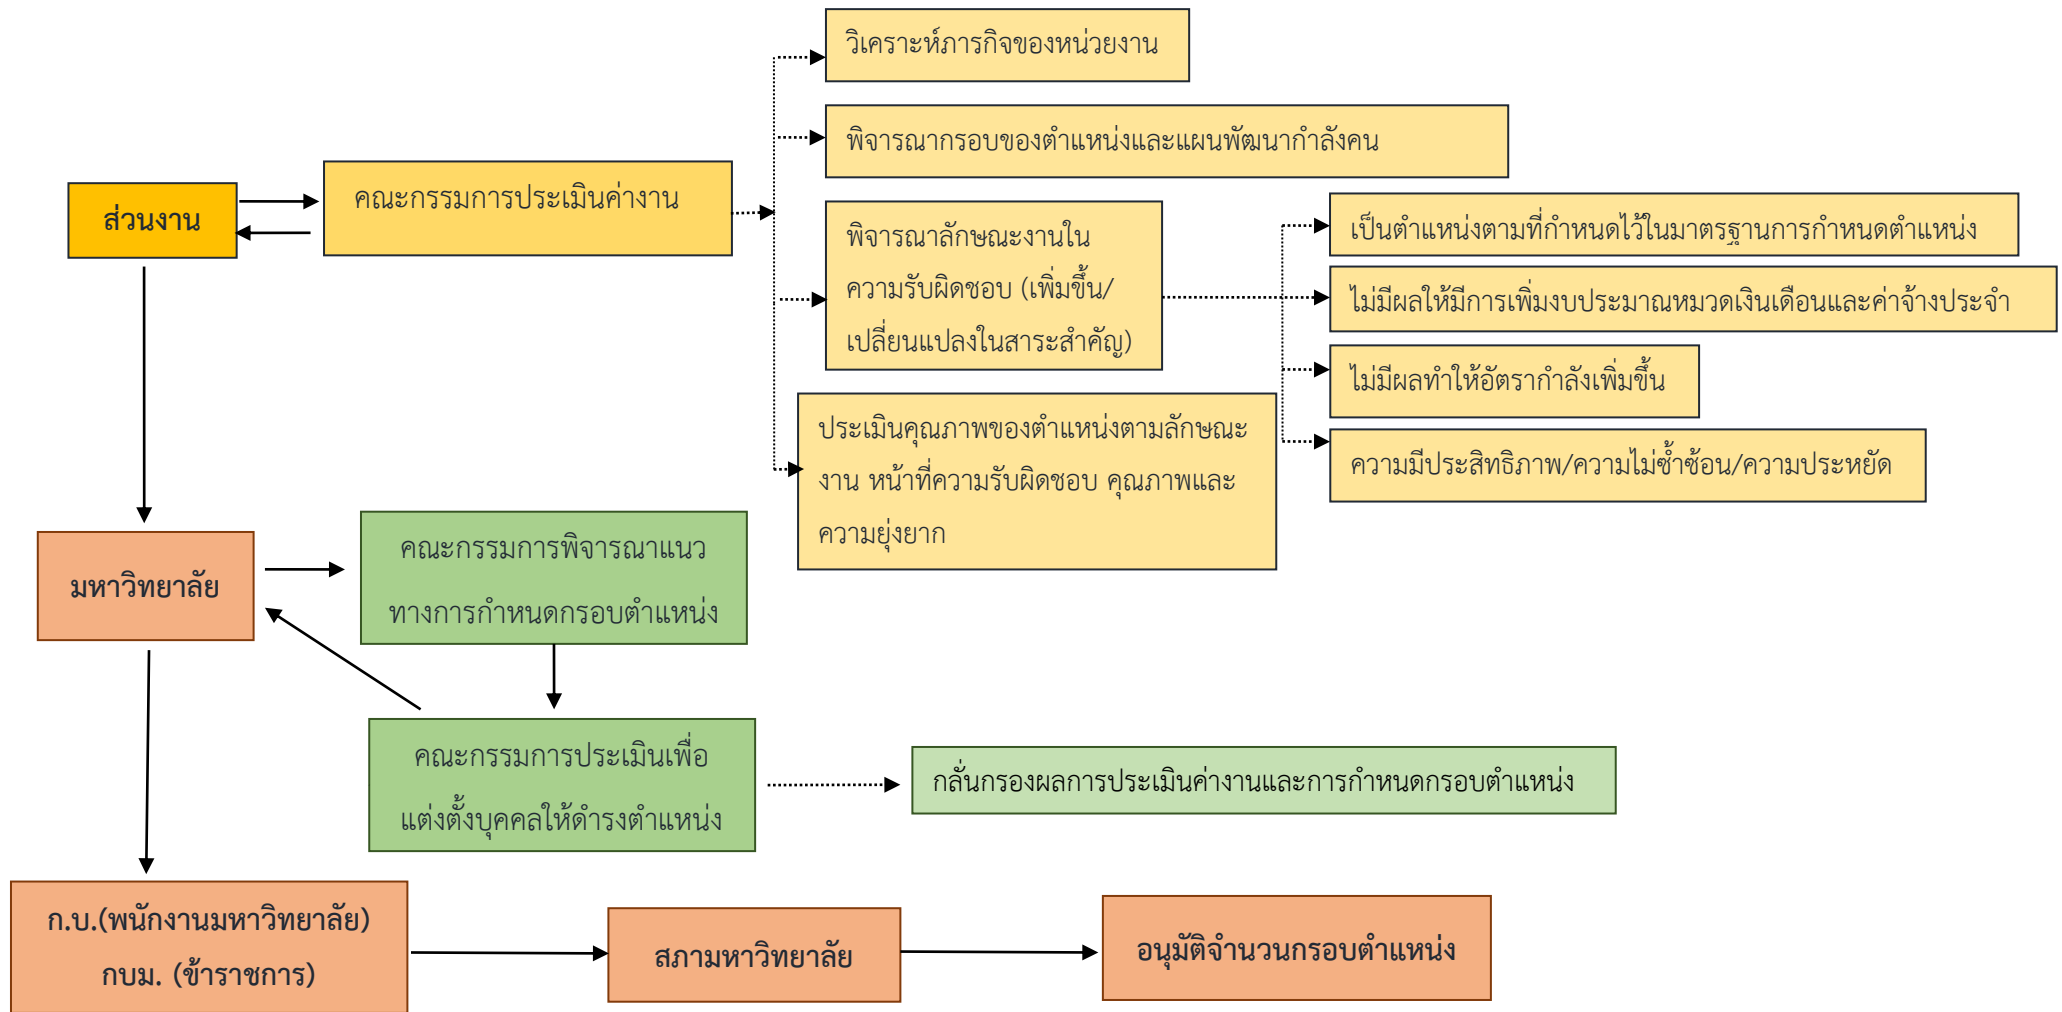 วิเคราะห์ภารกิจของหน่วยงาน
พิจารณากรอบของตำแหน่งและแผนพัฒนากำลังคน
ส่วนงาน
คณะกรรมการประเมินค่างาน
พิจารณาลักษณะงานใน
ความรับผิดชอบ (เพิ่มขึ้น/
เปลี่ยนแปลงในสาระสำคัญ)
เป็นตำแหน่งตามที่กำหนดไว้ในมาตรฐานการกำหนดตำแหน่ง
ไม่มีผลให้มีการเพิ่มงบประมาณหมวดเงินเดือนและค่าจ้างประจำ
ไม่มีผลทำให้อัตรากำลังเพิ่มขึ้น
ความมีประสิทธิภาพ/ความไม่ซ้ำซ้อน/ความประหยัด
ประเมินคุณภาพของตำแหน่งตามลักษณะ
งาน หน้าที่ความรับผิดชอบ คุณภาพและ
ความยุ่งยาก
มหาวิทยาลัย
คณะกรรมการพิจารณาแนว
ทางการกำหนดกรอบตำแหน่ง
คณะกรรมการประเมินเพื่อ
แต่งตั้งบุคคลให้ดำรงตำแหน่ง
กลั่นกรองผลการประเมินค่างานและการกำหนดกรอบตำแหน่ง
ก.บ.(พนักงานมหาวิทยาลัย)
กบม. (ข้าราชการ)
สภามหาวิทยาลัย
อนุมัติจำนวนกรอบตำแหน่ง